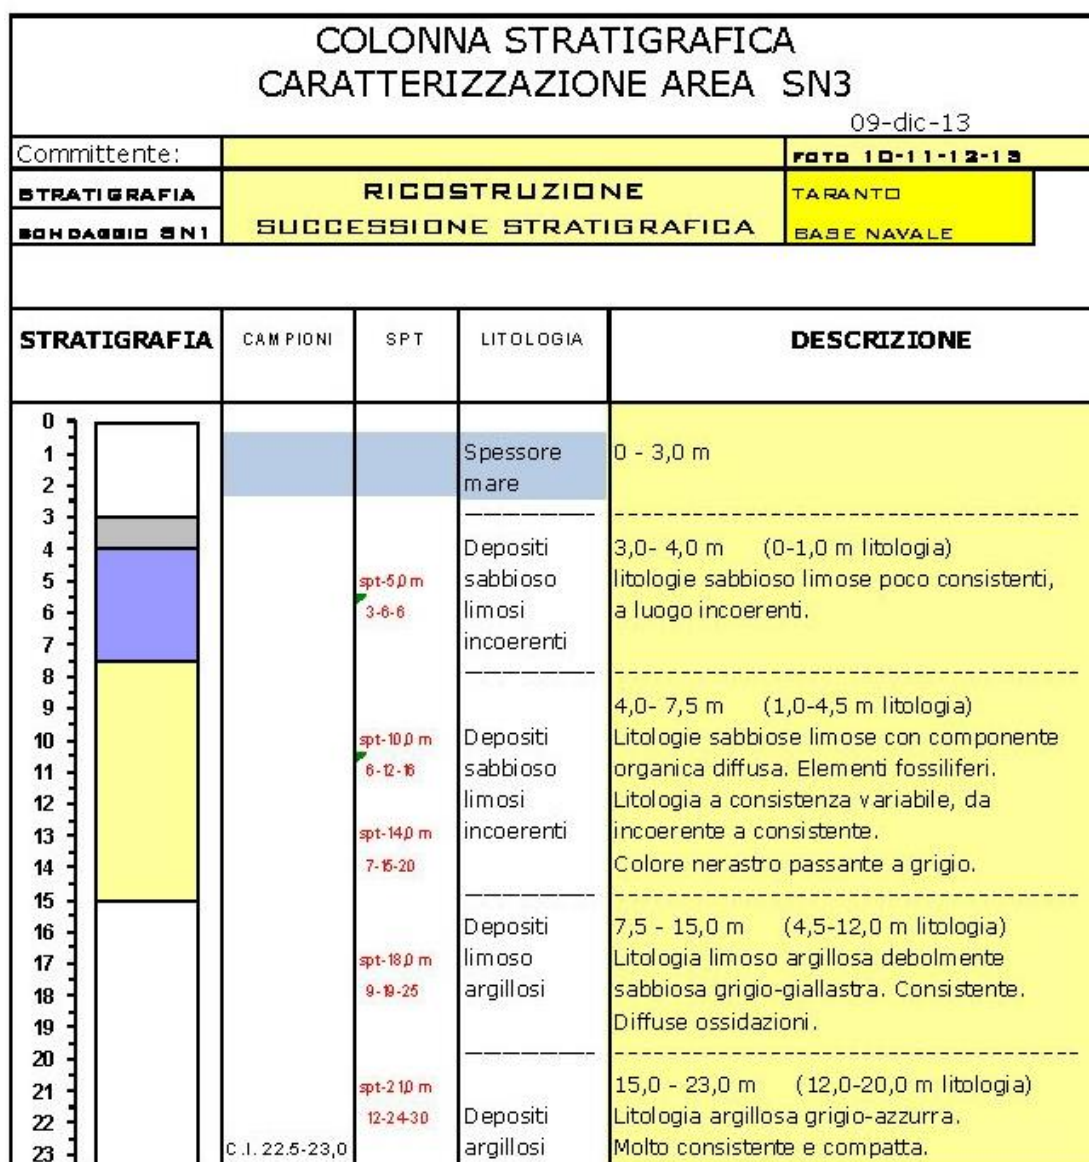 COLONNA STRATIGRAFICA
CARATTERIZZAZIONE AREA SN3
09-dic-13
Committente:
FOTO 10-11-12-13
STRATIGRAFIA
RICOSTRUZIONE
TARANTO
SONDAGGIO SN1
SUCCESSIONE STRATIGRAFICA
BASE NAVALE
STRATIGRAFIA
CAMPIONI
SPT
LITOLOGIA
DESCRIZIONE
0
1
2
3
4
5
6
7
8
9
10
11
12
13
14
15
16
17
18
19
20
21
22
23
C.I. 22.5-23,0
spt-5,0 m
3-6-6
spt-10,0 m
6-12-16
spt-14,0 m
7-15-20
spt-18,0 m
9-19-25
spt-21,0 m
12-24-30
Spessore
mare
Depositi
sabbioso
limosi
incoerenti
Depositi
sabbioso
limosi
incoerenti
Depositi
limoso
argillosi
Depositi
argillosi
0 - 3,0 m
3,0- 4,0 m (0-1,0 m litologia)
litologie sabbioso limose poco consistenti,
a luogo incoerenti.
4,0- 7,5 m (1,0-4,5 m litologia)
Litologie sabbiose limose con componente
organica diffusa. Elementi fossiliferi.
Litologia a consistenza variabile, da
incoerente a consistente.
Colore nerastro passante a grigio.
7,5 - 15,0 m (4,5-12,0 m litologia)
Litologia limoso argillosa debolmente
sabbiosa grigio-giallastra. Consistente.
Diffuse ossidazioni.
15,0 - 23,0 m (12,0-20,0 m litologia)
Litologia argillosa grigio-azzurra.
Molto consistente e compatta.